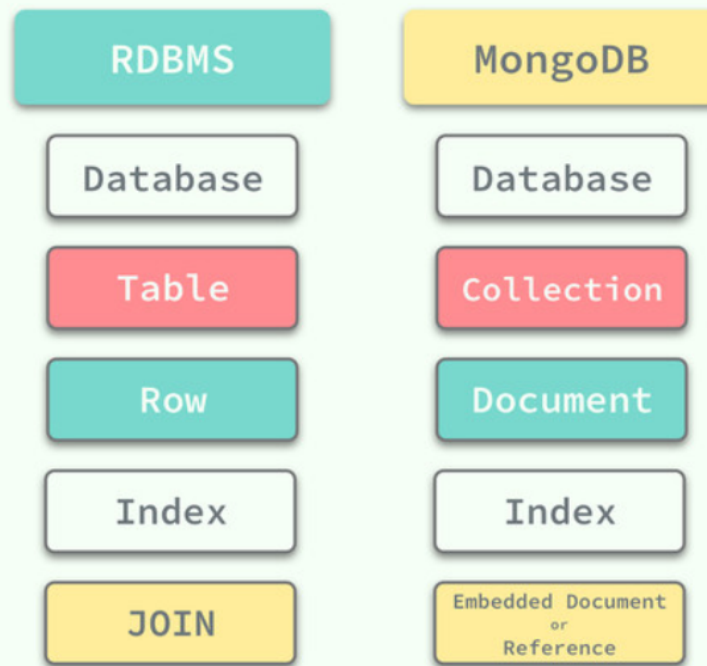 RDBMS MongoDB
Database Database
Table Collection
Row Document
Index Index
JOIN Embedded Document
or
Reference